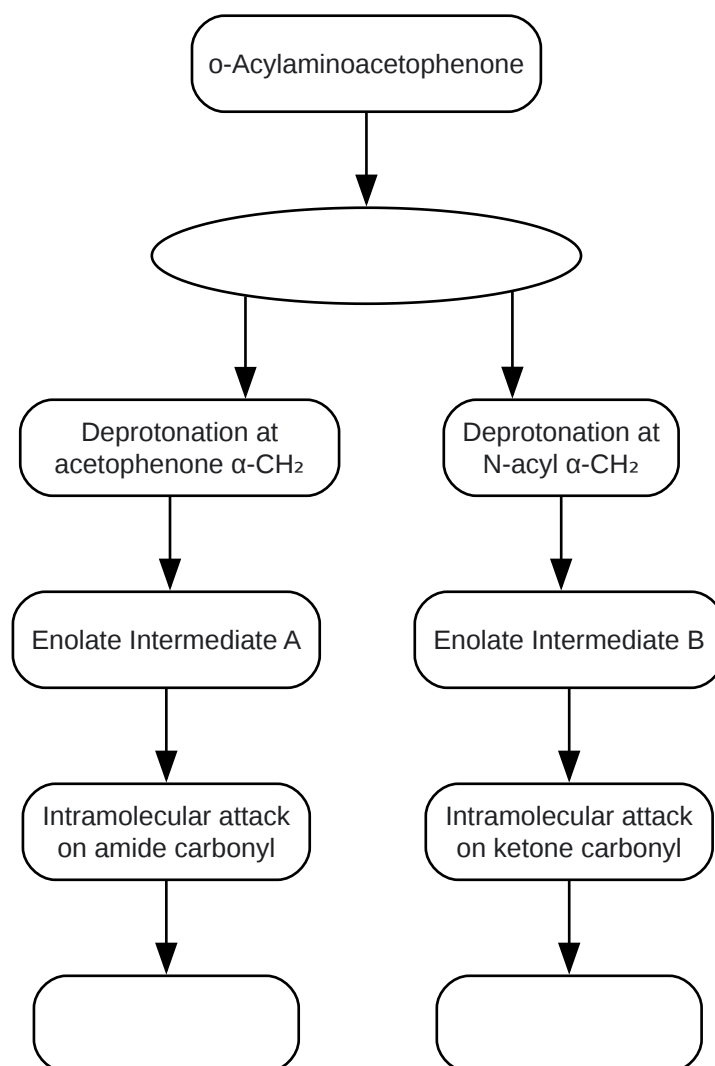 o-Acylaminoacetophenone
Deprotonation at
acetophenone α-CH₂
Deprotonation at
N-acyl α-CH₂
Enolate Intermediate A
Enolate Intermediate B
Intramolecular attack
on amide carbonyl
Intramolecular attack
on ketone carbonyl